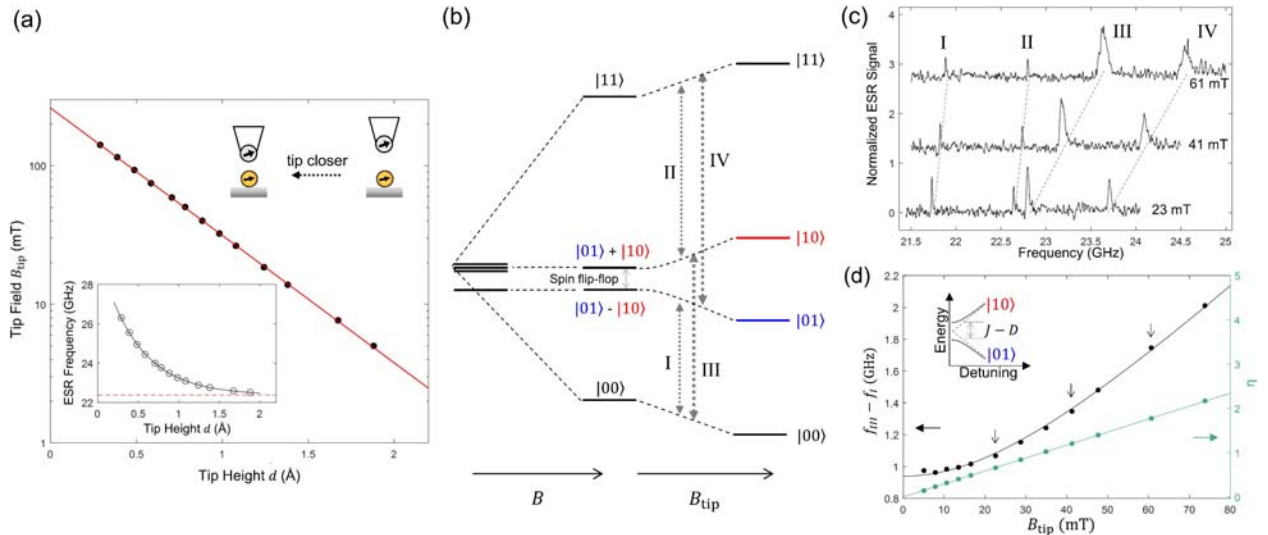 (a)
Tip Field B_tip (mT)
100
10
1
tip closer
ESR Frequency (GHz)
28
26
24
22
0
0.5
1
1.5
2
Tip Height d (Å)
0
0.5
1
1.5
2
Tip Height d (Å)
(b)
|11⟩
|11⟩
IV
II
|10⟩
|01⟩ + |10⟩
Spin flip-flop
|01⟩ - |10⟩
|01⟩
I
III
|00⟩
|00⟩
B
B_tip
(c)
Normalized ESR Signal
4
3
2
1
0
I
II
III
IV
61 mT
41 mT
23 mT
21.5
22
22.5
23
23.5
24
24.5
25
Frequency (GHz)
(d)
f_III − f_I (GHz)
2
1.8
1.6
1.4
1.2
1
0.8
Energy
|10⟩
J − D
|01⟩
Detuning
5
4
3
2
1
0
η
0
10
20
30
40
50
60
70
80
B_tip (mT)